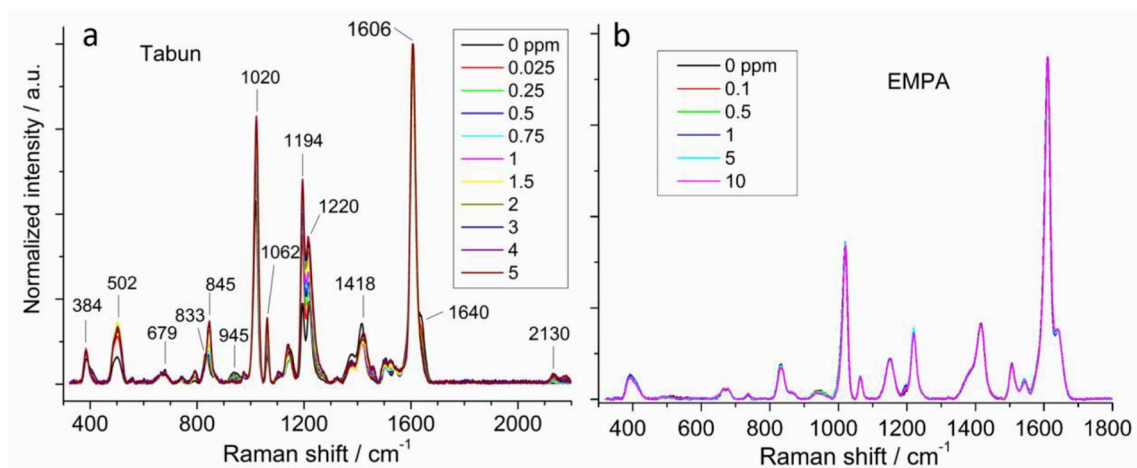 a
Tabun
1606
1020
1194
1220
1062
845
833
502
384
679
945
1418
1640
2130
0 ppm
0.025
0.25
0.5
0.75
1
1.5
2
3
4
5
Normalized intensity / a.u.
400 800 1200 1600 2000
Raman shift / cm⁻¹
b
EMPA
0 ppm
0.1
0.5
1
5
10
400 600 800 1000 1200 1400 1600 1800
Raman shift / cm⁻¹